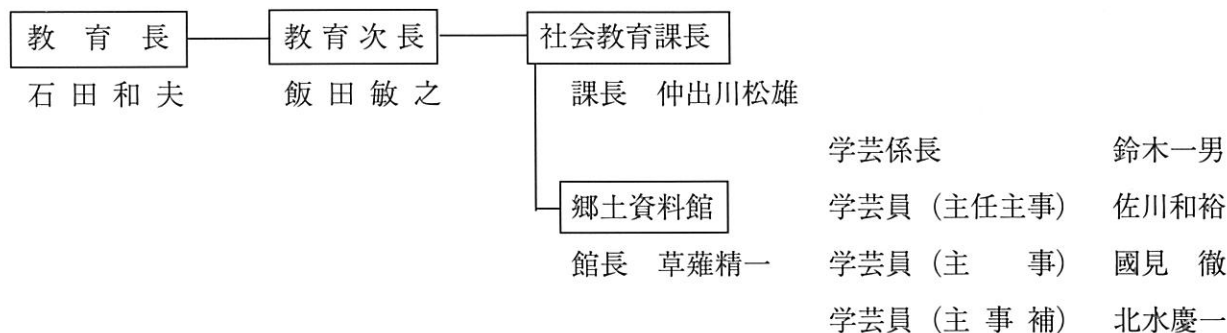 教育長 教育次長 社会教育課長
石田和夫 飯田敏之 課長 仲出川松雄
学芸係長 鈴木一男
郷土資料館 学芸員（主任主事） 佐川和裕
館長 草薙精一 学芸員（主　事） 國見 徹
学芸員（主事補） 北水慶一